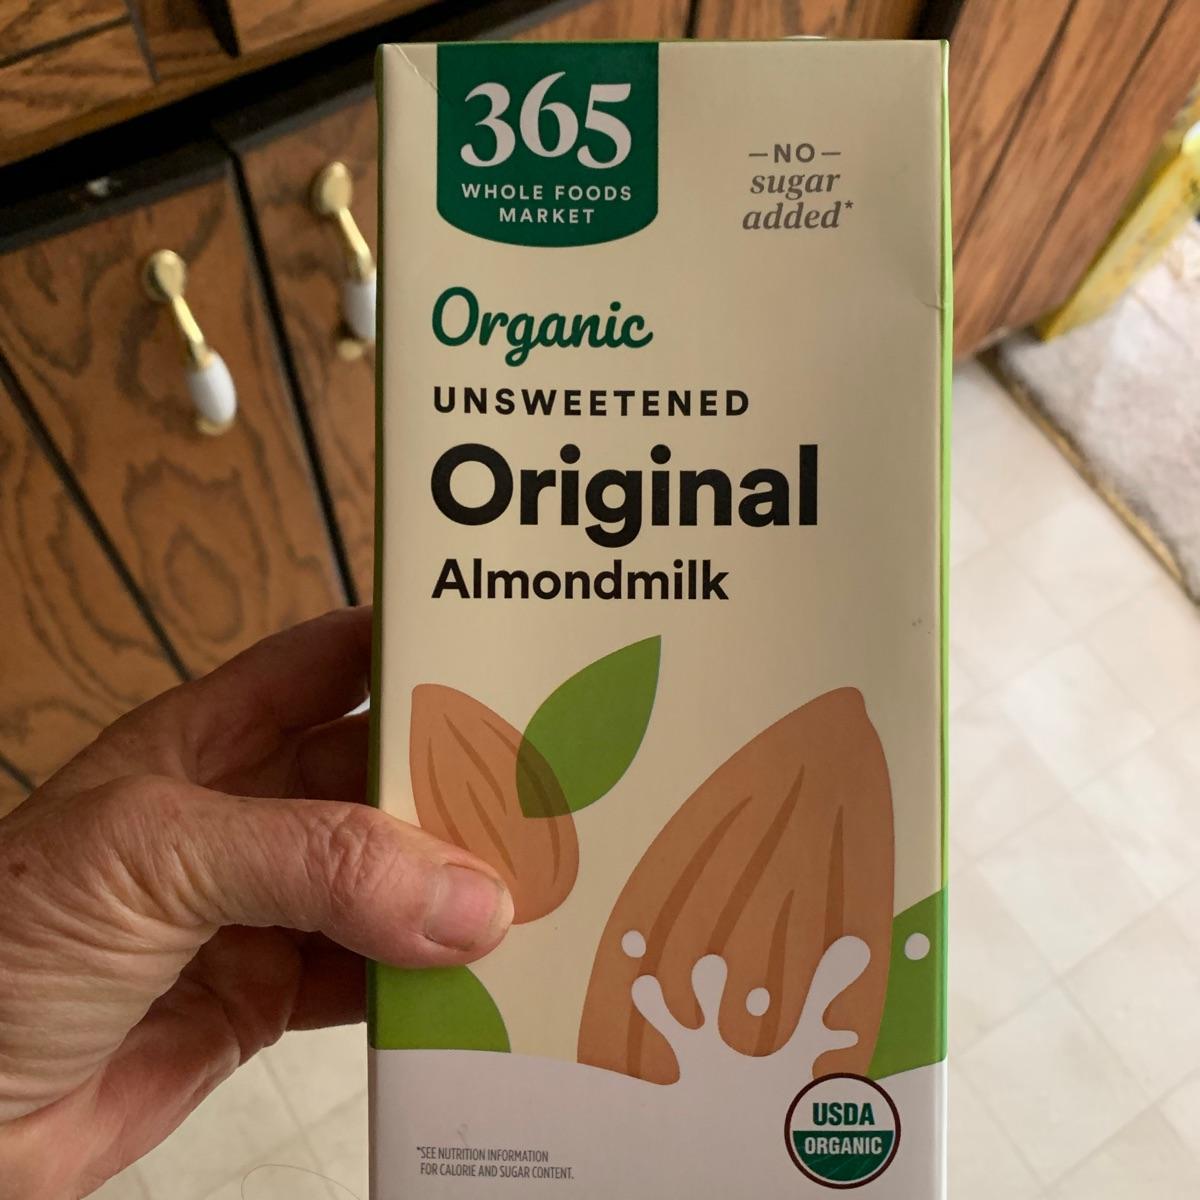 365
WHOLE FOODS
MARKET
—NO—
sugar
added*
Organic
UNSWEETENED
Original
Almondmilk
USDA
ORGANIC
*SEE NUTRITION INFORMATION
FOR CALORIE AND SUGAR CONTENT.